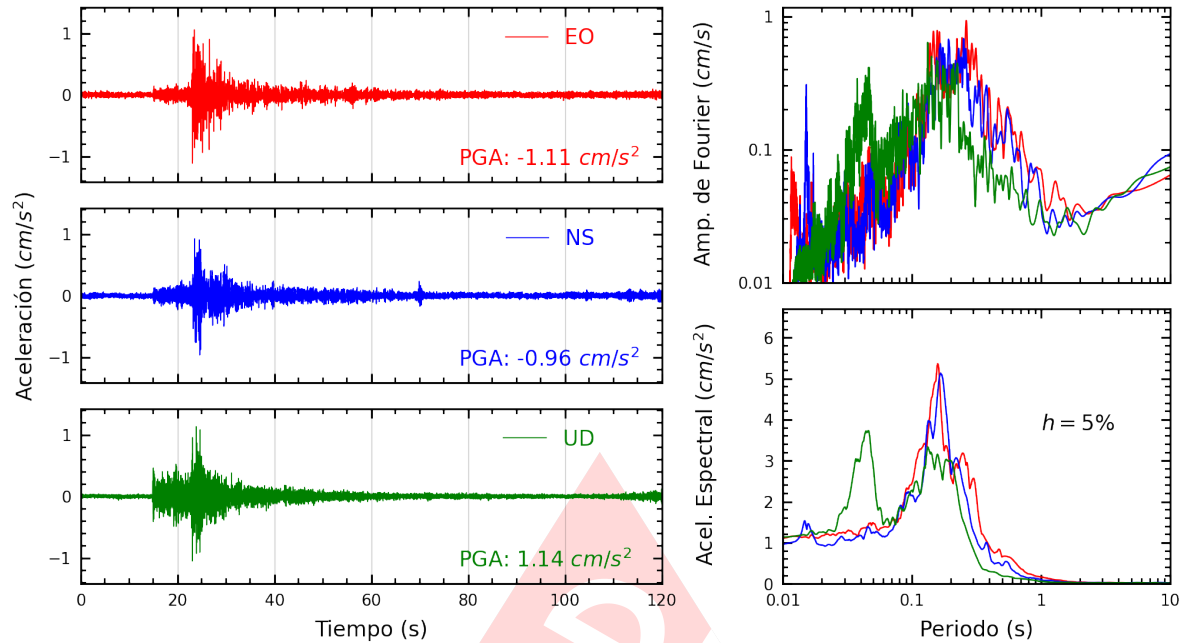 Aceleración (cm/s²)
1
0
−1
EO
PGA: -1.11 cm/s²
1
0
−1
NS
PGA: -0.96 cm/s²
1
0
−1
UD
PGA: 1.14 cm/s²
0 20 40 60 80 100 120
Tiempo (s)
Amp. de Fourier (cm/s)
1
0.1
0.01
Acel. Espectral (cm/s²)
6
5
4
3
2
1
0
h = 5%
0.01 0.1 1 10
Periodo (s)